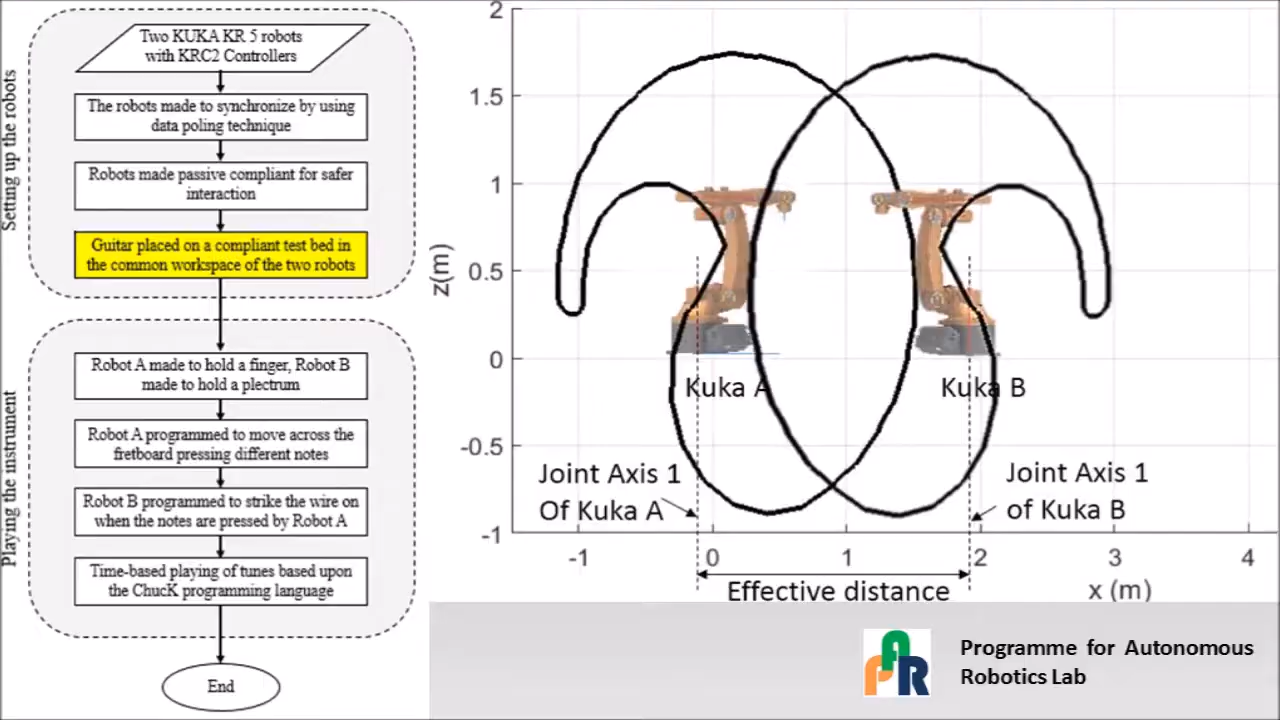 Setting up the robots
Two KUKA KR 5 robots
with KRC2 Controllers
The robots made to synchronize by using
data poling technique
Robots made passive compliant for safer
interaction
Guitar placed on a compliant test bed in
the common workspace of the two robots
Playing the instrument
Robot A made to hold a finger, Robot B
made to hold a plectrum
Robot A programmed to move across the
fretboard pressing different notes
Robot B programmed to strike the wire on
when the notes are pressed by Robot A
Time-based playing of tunes based upon
the ChucK programming language
End
2
1.5
1
0.5
0
-0.5
-1
z(m)
Kuka A
Kuka B
Joint Axis 1
Of Kuka A
Joint Axis 1
of Kuka B
-1
0
1
2
3
4
Effective distance
x (m)
PAR
Programme for Autonomous
Robotics Lab